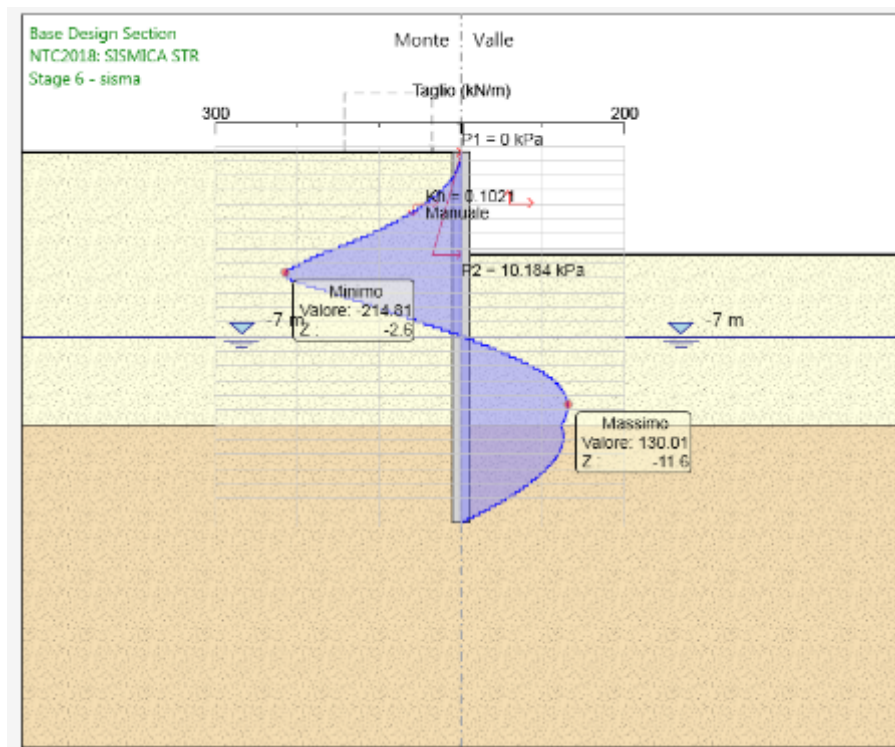 Base Design Section
NTC2018: SISMICA STR
Stage 6 - sisma
Monte
Valle
Taglio (kN/m)
300
200
P1 = 0 kPa
Kh = 0.1021
Manuale
P2 = 10.184 kPa
Minimo
Valore: -214.81
Z : -2.6
-7 m
-7 m
Massimo
Valore: 130.01
Z : -11.6